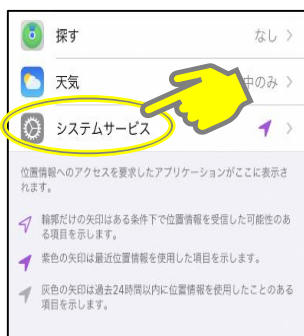 探す
なし
天気
中のみ
システムサービス
位置情報へのアクセスを要求したアプリケーションがここに表示さ
れます。
輪郭だけの矢印はある条件下で位置情報を受信した可能性のあ
る項目を示します。
紫色の矢印は最近位置情報を使用した項目を示します。
灰色の矢印は過去24時間以内に位置情報を使用したことのある
項目を示します。